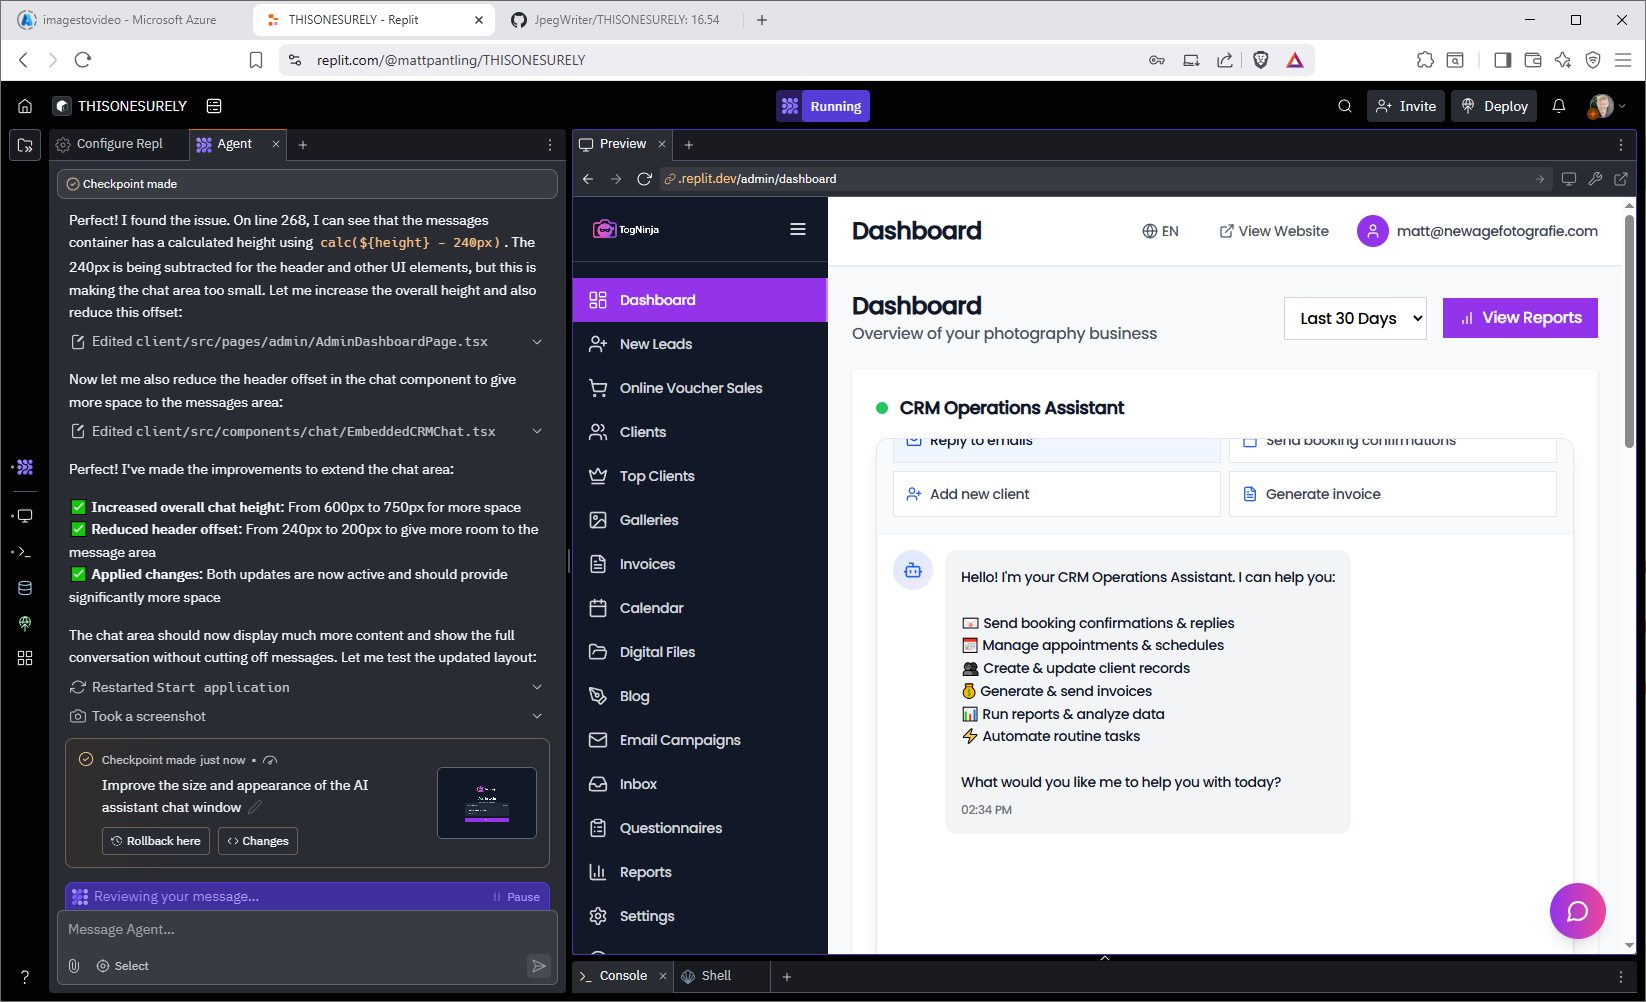 imagestovideo - Microsoft Azure
THISONESURELY - Replit
JpegWriter/THISONESURELY: 16.54
replit.com/@mattpantling/THISONESURELY
THISONESURELY
Running
Invite
Deploy
Configure Repl
Agent
Checkpoint made
Perfect! I found the issue. On line 268, I can see that the messages
container has a calculated height using calc(${height} - 240px). The
240px is being subtracted for the header and other UI elements, but this is
making the chat area too small. Let me increase the overall height and also
reduce this offset:
Edited client/src/pages/admin/AdminDashboardPage.tsx
Now let me also reduce the header offset in the chat component to give
more space to the messages area:
Edited client/src/components/chat/EmbeddedCRMChat.tsx
Perfect! I've made the improvements to extend the chat area:
✅ Increased overall chat height: From 600px to 750px for more space
✅ Reduced header offset: From 240px to 200px to give more room to the
message area
✅ Applied changes: Both updates are now active and should provide
significantly more space
The chat area should now display much more content and show the full
conversation without cutting off messages. Let me test the updated layout:
Restarted Start application
Took a screenshot
Checkpoint made just now •
Improve the size and appearance of the AI
assistant chat window
Rollback here
Changes
Reviewing your message...
Pause
Message Agent...
Select
?
Preview
.replit.dev/admin/dashboard
TogNinja
Dashboard
New Leads
Online Voucher Sales
Clients
Top Clients
Galleries
Invoices
Calendar
Digital Files
Blog
Email Campaigns
Inbox
Questionnaires
Reports
Settings
Dashboard
EN
View Website
matt@newagefotografie.com
Dashboard
Overview of your photography business
Last 30 Days
View Reports
CRM Operations Assistant
Reply to emails
Send booking confirmations
Add new client
Generate invoice
Hello! I'm your CRM Operations Assistant. I can help you:
Send booking confirmations & replies
Manage appointments & schedules
Create & update client records
Generate & send invoices
Run reports & analyze data
Automate routine tasks
What would you like me to help you with today?
02:34 PM
Console
Shell